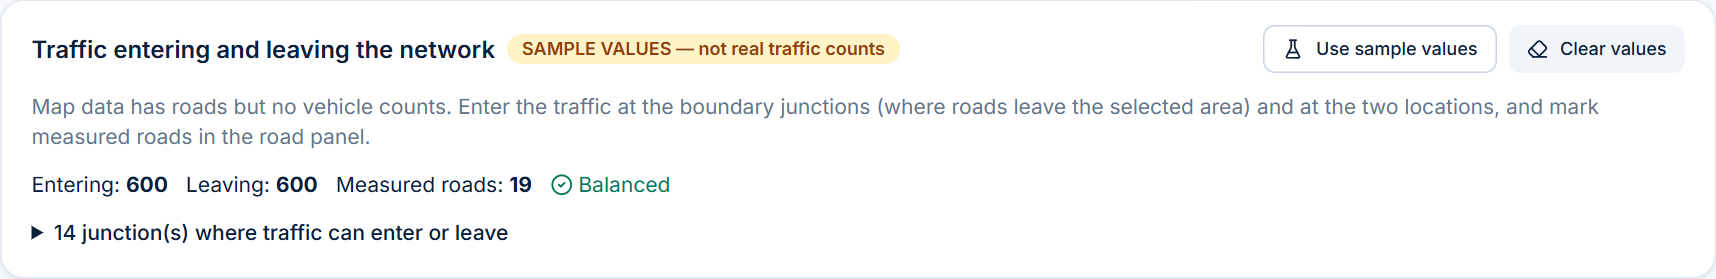 Traffic entering and leaving the network
SAMPLE VALUES — not real traffic counts
Use sample values
Clear values
Map data has roads but no vehicle counts. Enter the traffic at the boundary junctions (where roads leave the selected area) and at the two locations, and mark
measured roads in the road panel.
Entering: 600 Leaving: 600 Measured roads: 19 Balanced
14 junction(s) where traffic can enter or leave